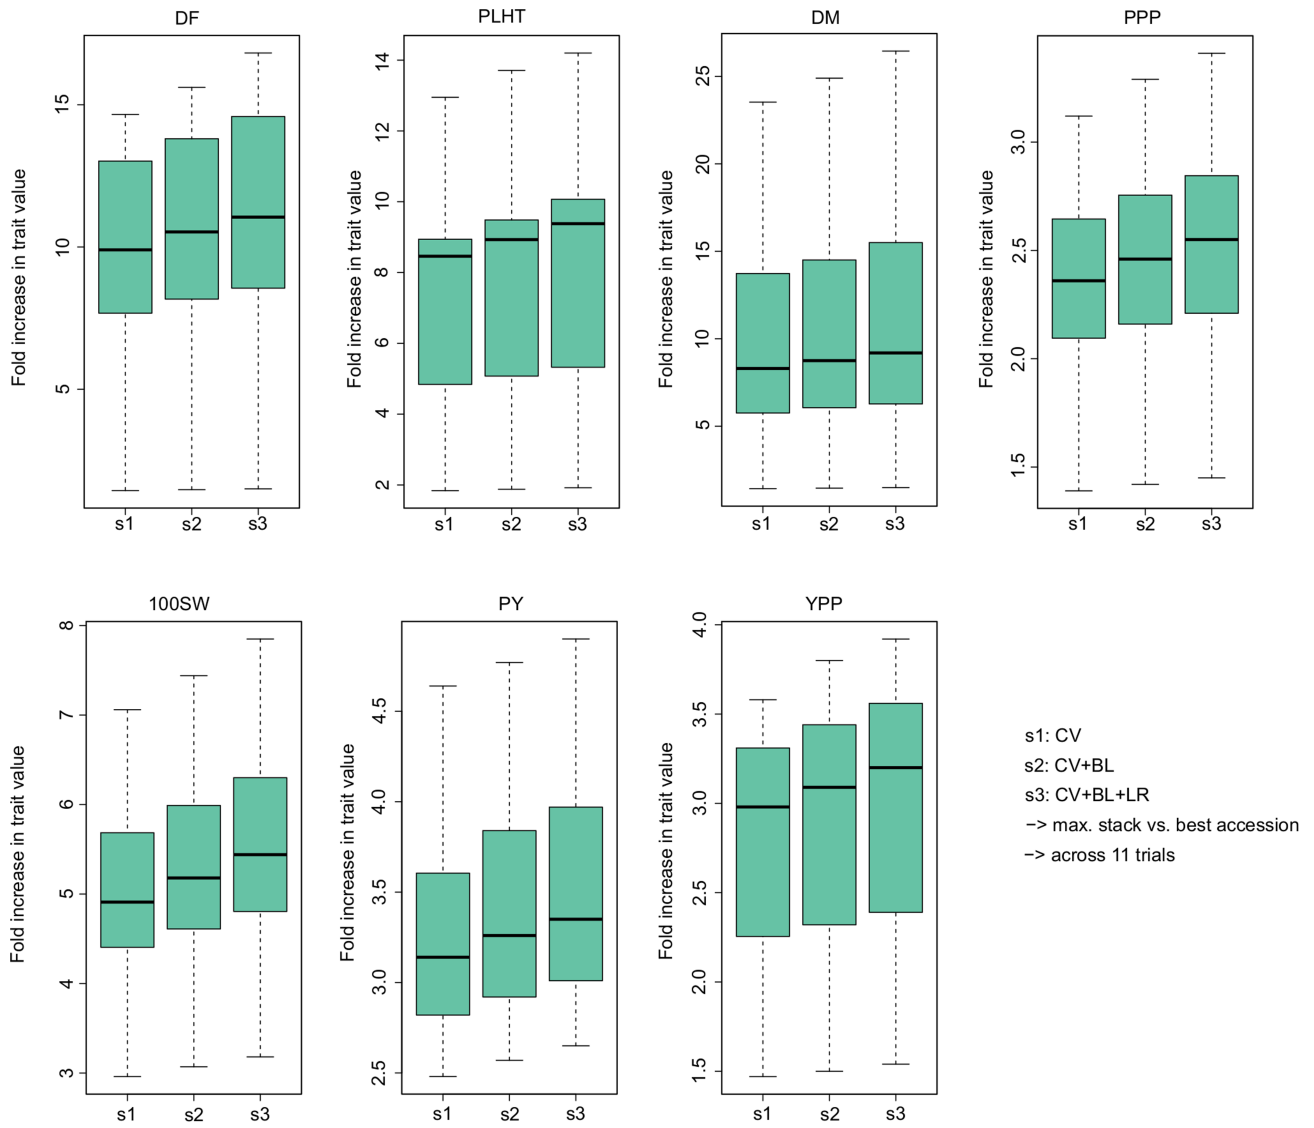 DF
PLHT
DM
PPP
Fold increase in trait value
5
10
15
s1
s2
s3
Fold increase in trait value
2
4
6
8
10
12
14
s1
s2
s3
Fold increase in trait value
5
10
15
20
25
s1
s2
s3
Fold increase in trait value
1.5
2.0
2.5
3.0
s1
s2
s3
100SW
PY
YPP
Fold increase in trait value
3
4
5
6
7
8
s1
s2
s3
Fold increase in trait value
2.5
3.0
3.5
4.0
4.5
s1
s2
s3
Fold increase in trait value
1.5
2.0
2.5
3.0
3.5
4.0
s1
s2
s3
s1: CV
s2: CV+BL
s3: CV+BL+LR
−> max. stack vs. best accession
−> across 11 trials